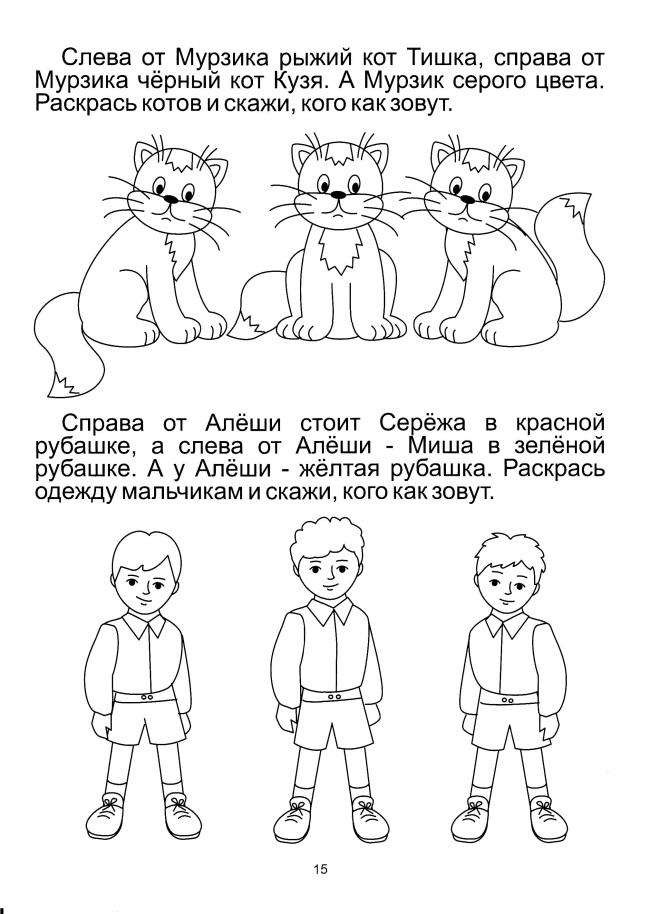 Слева от Мурзика рыжий кот Тишка, справа от
Мурзика чёрный кот Кузя. А Мурзик серого цвета.
Раскрась котов и скажи, кого как зовут.
Справа от Алёши стоит Серёжа в красной
рубашке, а слева от Алёши - Миша в зелёной
рубашке. А у Алёши - жёлтая рубашка. Раскрась
одежду мальчикам и скажи, кого как зовут.
15